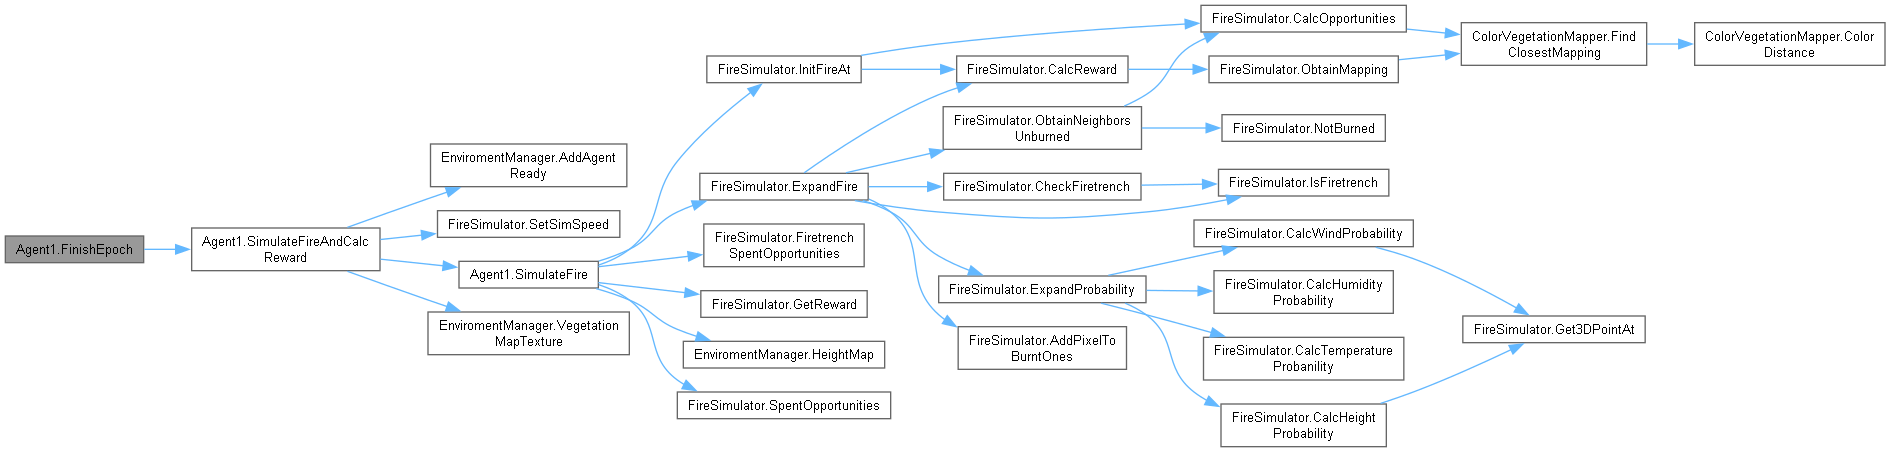 Agent1.FinishEpoch
Agent1.SimulateFireAndCalc
Reward
EnviromentManager.AddAgent
Ready
FireSimulator.SetSimSpeed
Agent1.SimulateFire
EnviromentManager.Vegetation
MapTexture
FireSimulator.InitFireAt
FireSimulator.ExpandFire
FireSimulator.Firetrench
SpentOpportunities
FireSimulator.GetReward
EnviromentManager.HeightMap
FireSimulator.SpentOpportunities
FireSimulator.CalcReward
FireSimulator.ObtainNeighbors
Unburned
FireSimulator.CheckFiretrench
FireSimulator.ExpandProbability
FireSimulator.AddPixelTo
BurntOnes
FireSimulator.CalcOpportunities
FireSimulator.ObtainMapping
FireSimulator.NotBurned
FireSimulator.IsFiretrench
FireSimulator.CalcWindProbability
FireSimulator.CalcHumidity
Probability
FireSimulator.CalcTemperature
Probanility
FireSimulator.CalcHeight
Probability
ColorVegetationMapper.Find
ClosestMapping
FireSimulator.Get3DPointAt
ColorVegetationMapper.Color
Distance